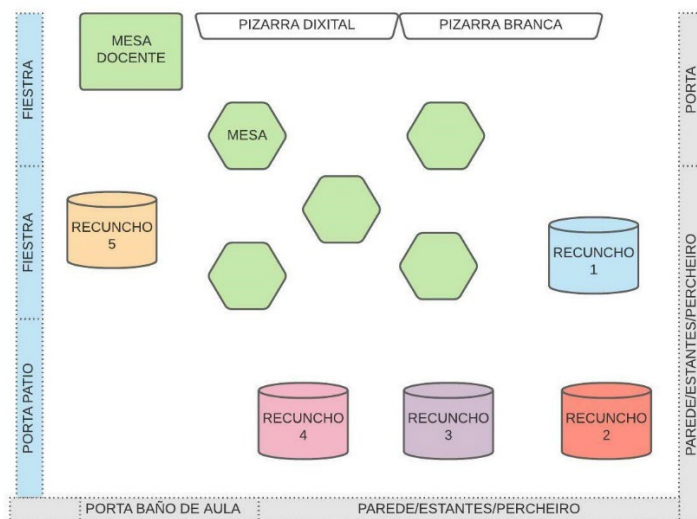 PIZARRA DIXITAL
PIZARRA BRANCA
MESA
DOCENTE
FIESTRA
PORTA
MESA
FIESTRA
RECUNCHO
5
RECUNCHO
1
PAREDE/ESTANTES/PERCHEIRO
PORTA PATIO
RECUNCHO
4
RECUNCHO
3
RECUNCHO
2
PORTA BAÑO DE AULA
PAREDE/ESTANTES/PERCHEIRO